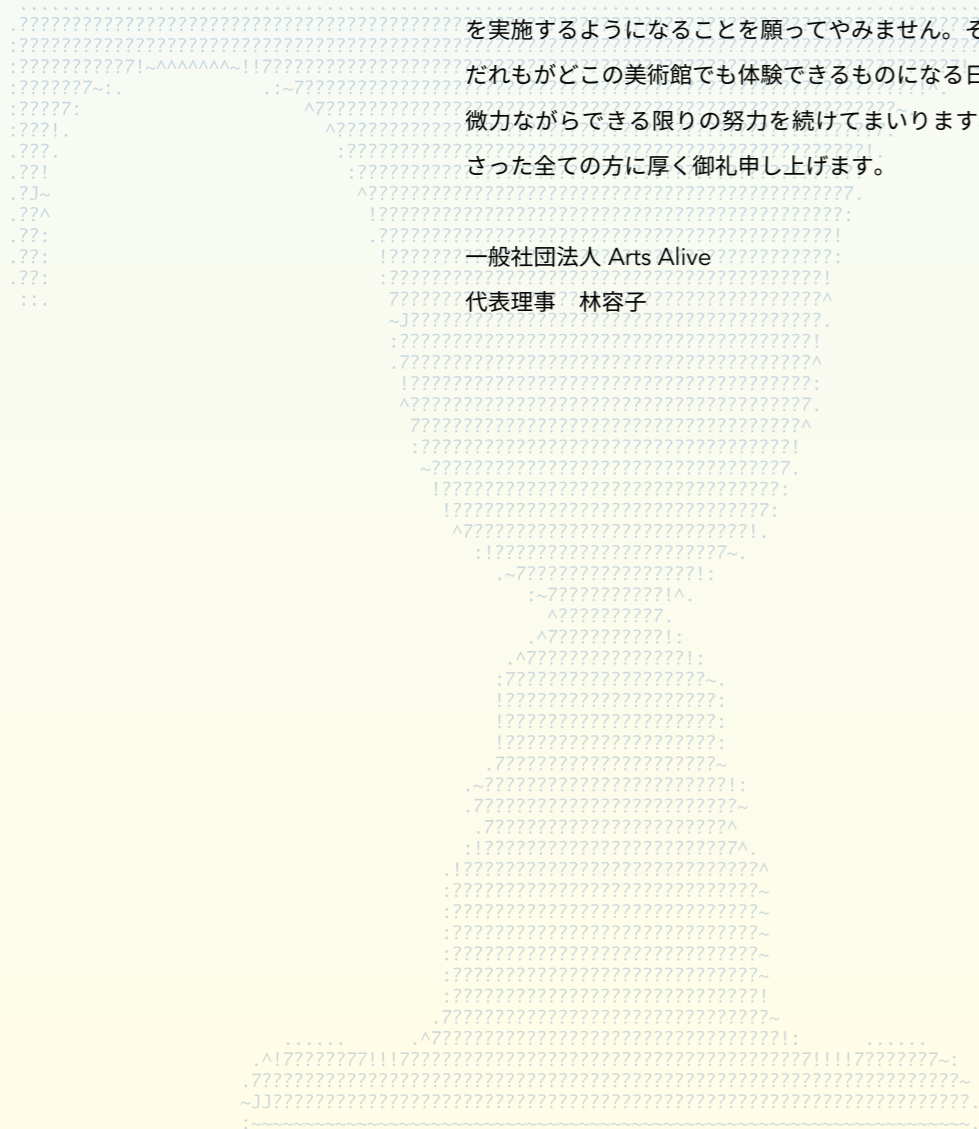 を実施するようになることを願ってやみません。そ
だれもがどこの美術館でも体験できるものになる日
微力ながらできる限りの努力を続けてまいります
さった全ての方に厚く御礼申し上げます。
一般社団法人 Arts Alive
代表理事　林容子